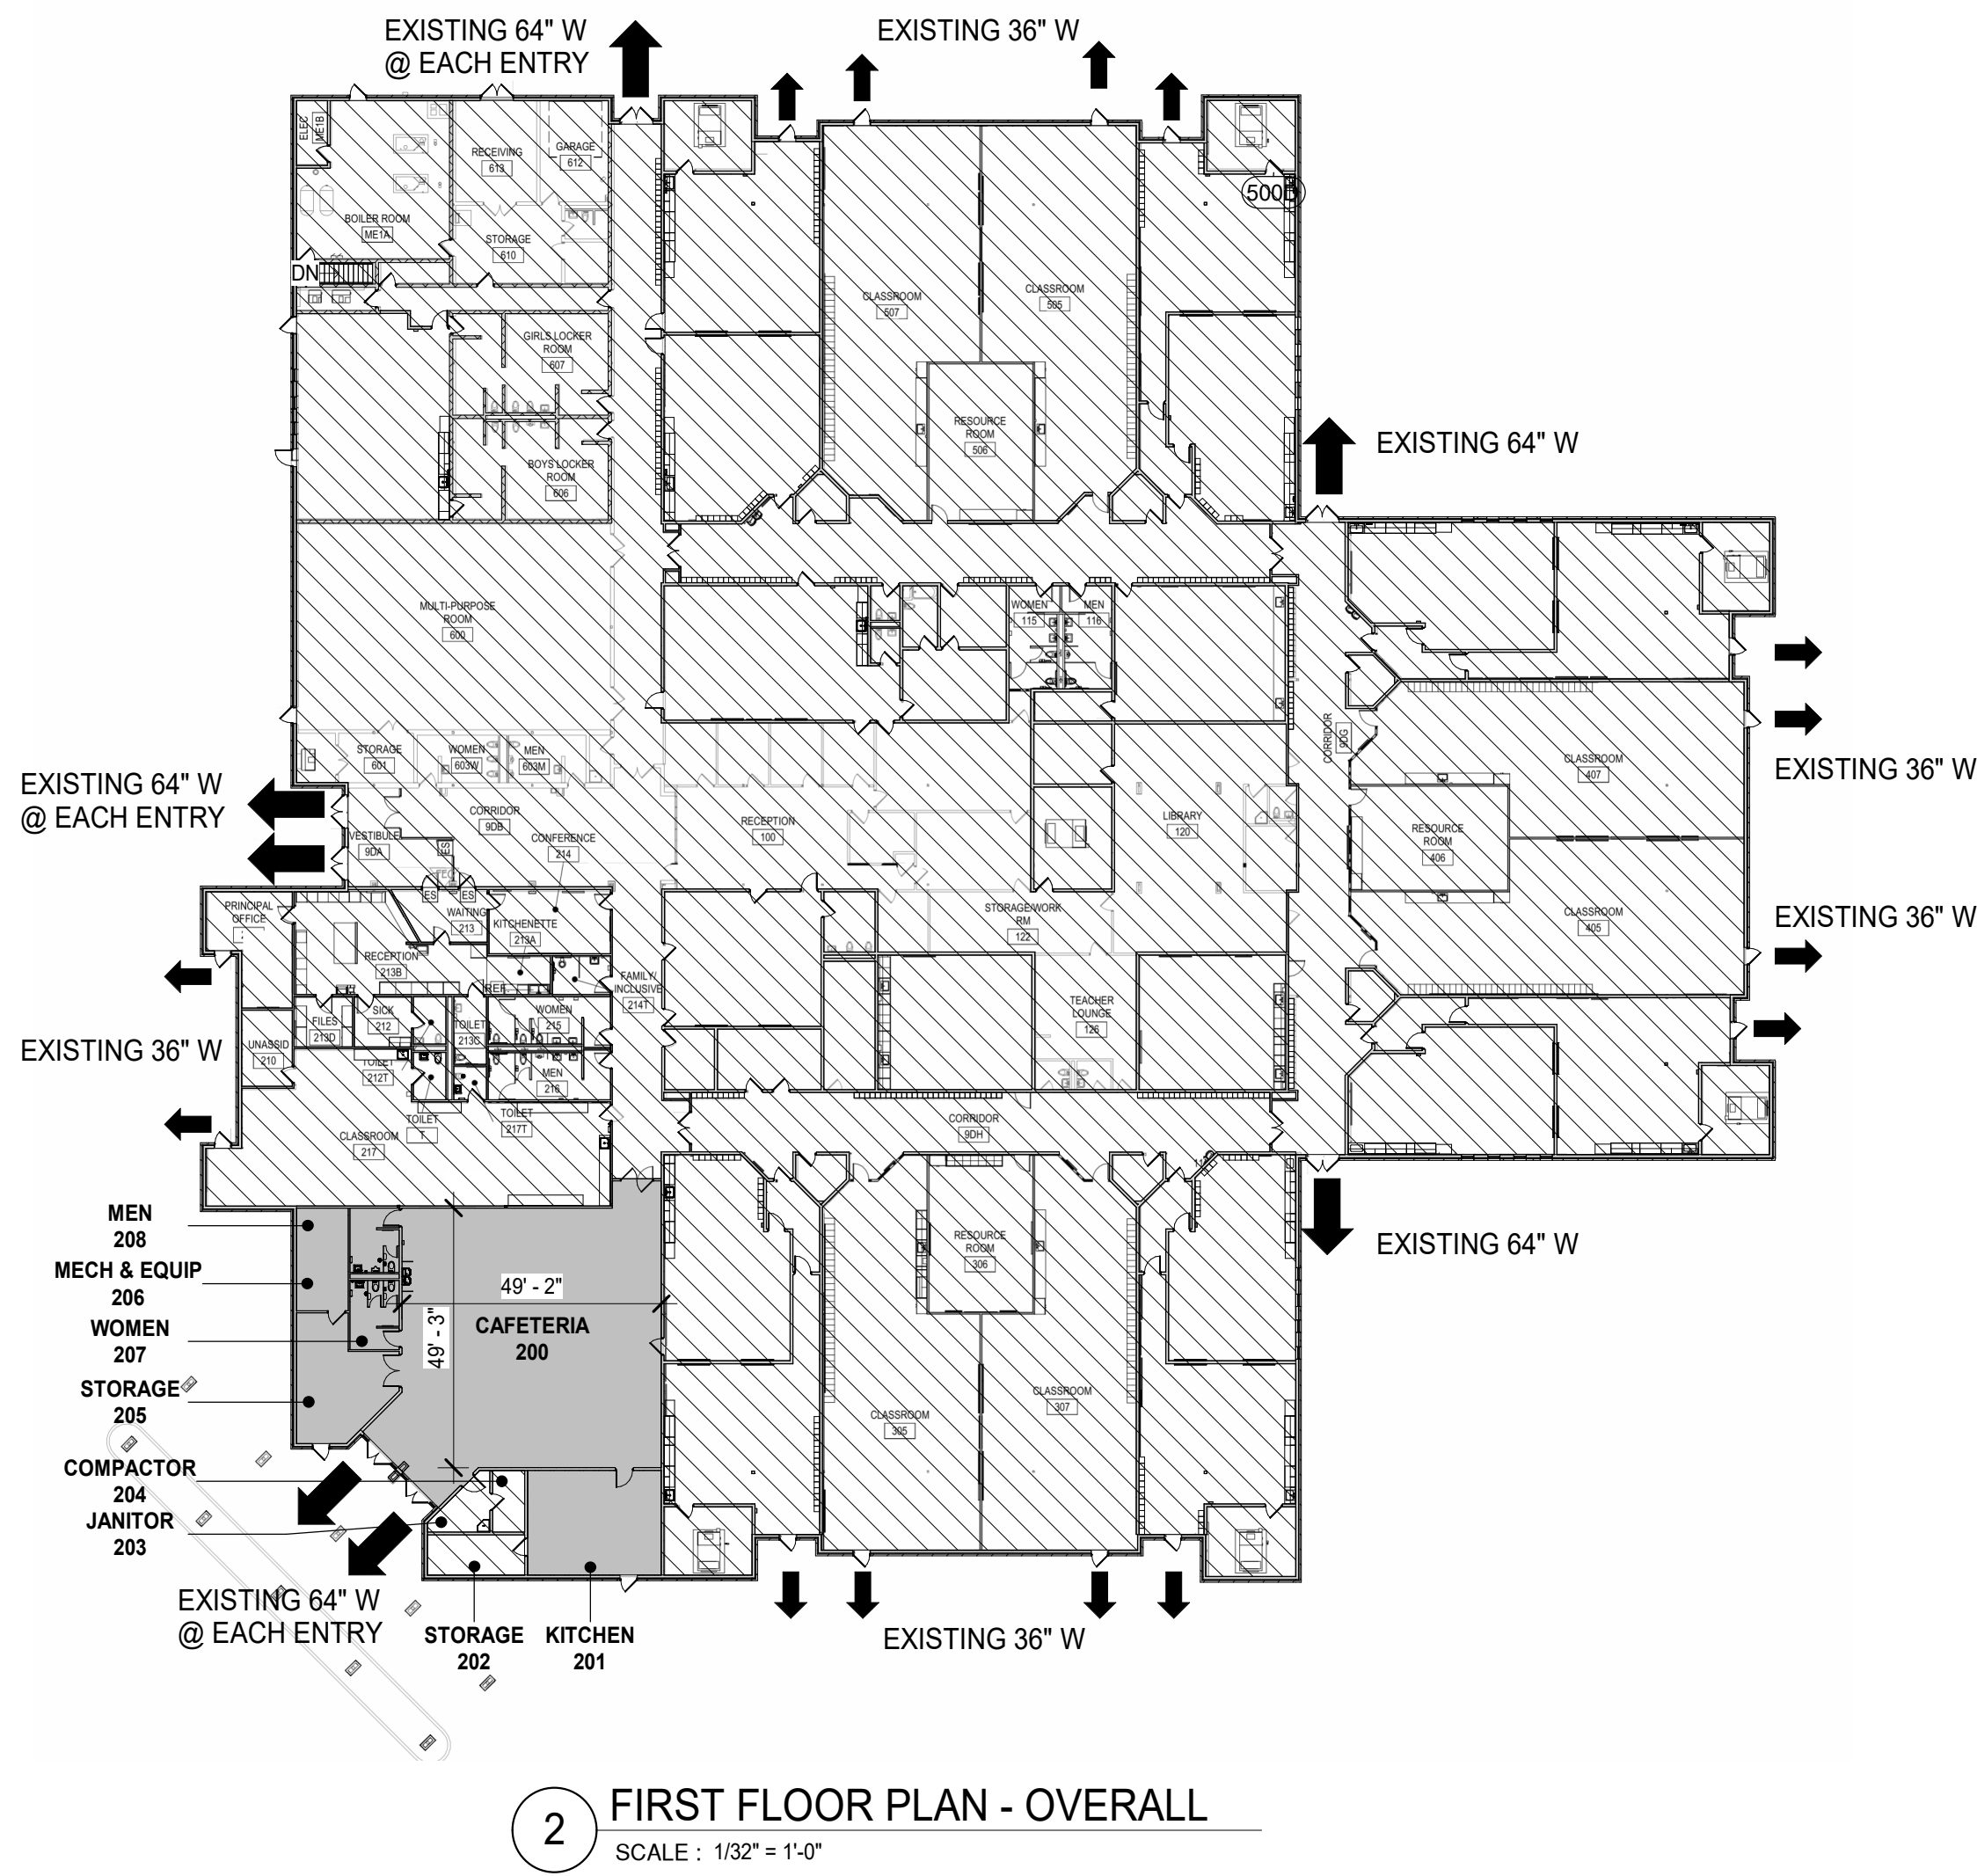 EXISTING 64" W
@ EACH ENTRY
EXISTING 36" W
ELEC
ME1B
RECEIVING
613
GARAGE
612
BOILER ROOM
ME1A
STORAGE
610
DN
500B
CLASSROOM
507
CLASSROOM
505
GIRLS LOCKER
ROOM
607
RESOURCE
ROOM
506
BOYS LOCKER
ROOM
606
EXISTING 64" W
MULTI-PURPOSE
ROOM
600
WOMEN
115
MEN
116
CORRIDOR
9DG
STORAGE
601
WOMEN
603W
MEN
603M
CLASSROOM
407
EXISTING 36" W
EXISTING 64" W
@ EACH ENTRY
CORRIDOR
9DB
VESTIBULE
9DA
ES
FEC
CONFERENCE
214
RECEPTION
100
LIBRARY
120
RESOURCE
ROOM
406
ES
ES
PRINCIPAL
OFFICE
WAITING
213
KITCHENETTE
213A
STORAGE/WORK
RM
122
CLASSROOM
405
EXISTING 36" W
RECEPTION
213B
REF.
FAMILY/
INCLUSIVE
214T
FILES
213D
SICK
212
TOILET
213C
WOMEN
215
TEACHER
LOUNGE
126
UNASSID
210
EXISTING 36" W
TOILET
212T
MEN
216
TOILET
T
TOILET
217T
CLASSROOM
217
CORRIDOR
9DH
MEN
208
MECH & EQUIP
206
WOMEN
207
STORAGE
205
49' - 2"
49' - 3"
CAFETERIA
200
RESOURCE
ROOM
306
EXISTING 64" W
CLASSROOM
305
CLASSROOM
307
COMPACTOR
204
JANITOR
203
EXISTING 64" W
@ EACH ENTRY
STORAGE
202
KITCHEN
201
EXISTING 36" W
2
FIRST FLOOR PLAN - OVERALL
SCALE : 1/32" = 1'-0"